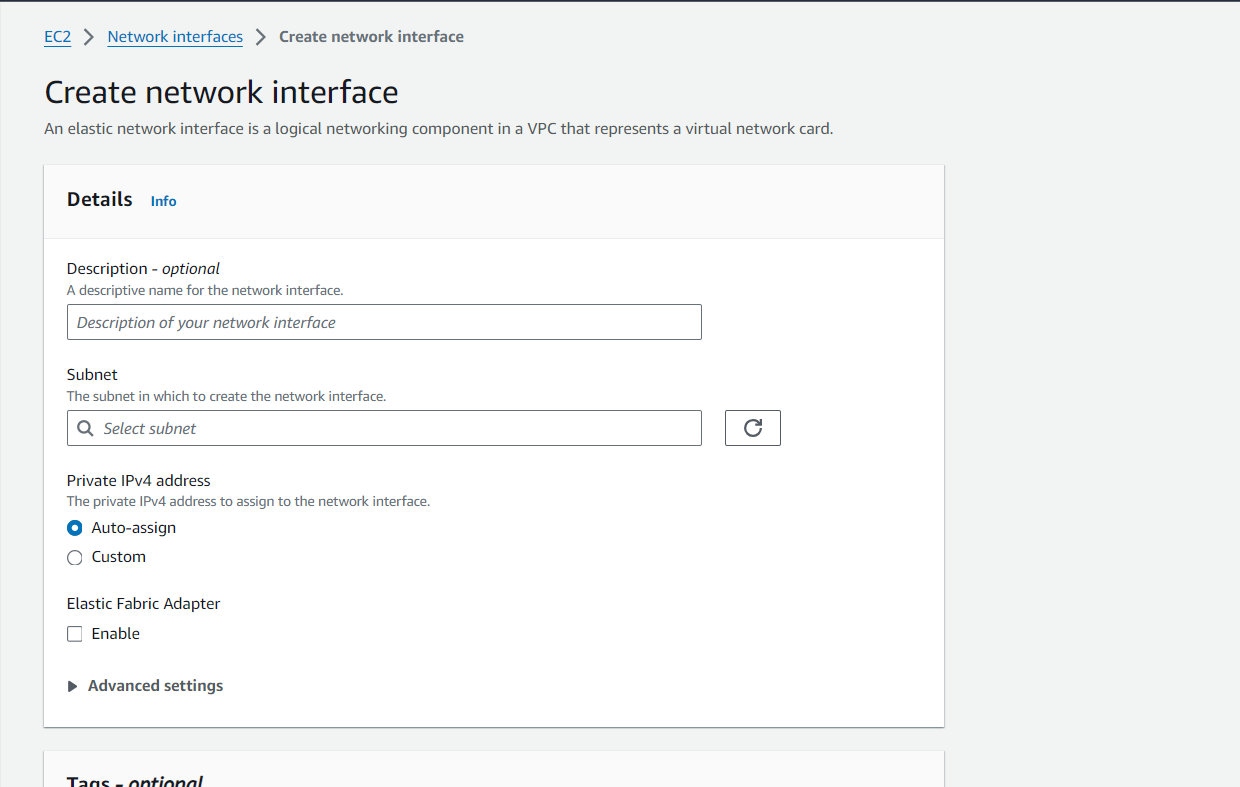 EC2 > Network interfaces > Create network interface
Create network interface
An elastic network interface is a logical networking component in a VPC that represents a virtual network card.
Details Info
Description - optional
A descriptive name for the network interface.
Description of your network interface
Subnet
The subnet in which to create the network interface.
Select subnet
Private IPv4 address
The private IPv4 address to assign to the network interface.
Auto-assign
Custom
Elastic Fabric Adapter
Enable
Advanced settings
Tags - optional